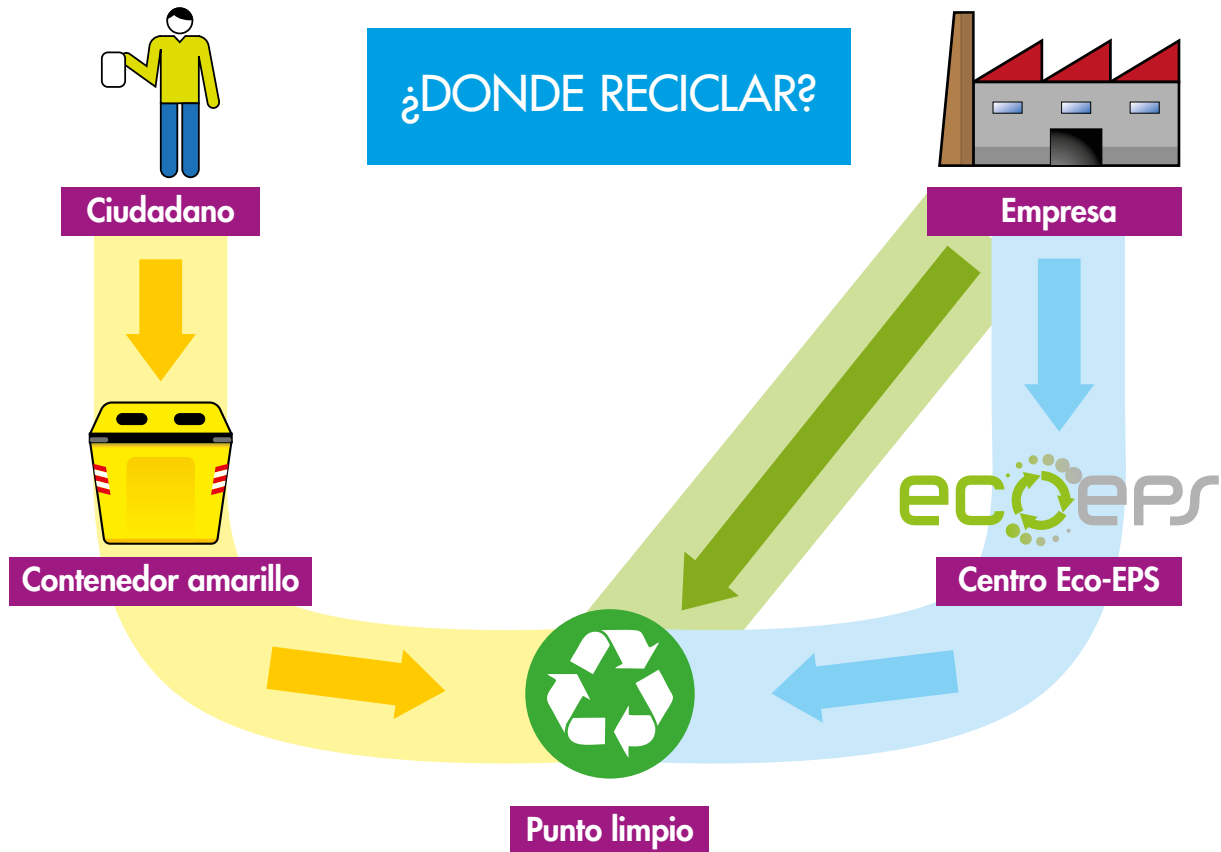 ¿DONDE RECICLAR?
Ciudadano
Empresa
ecoeps
Contenedor amarillo
Centro Eco-EPS
Punto limpio